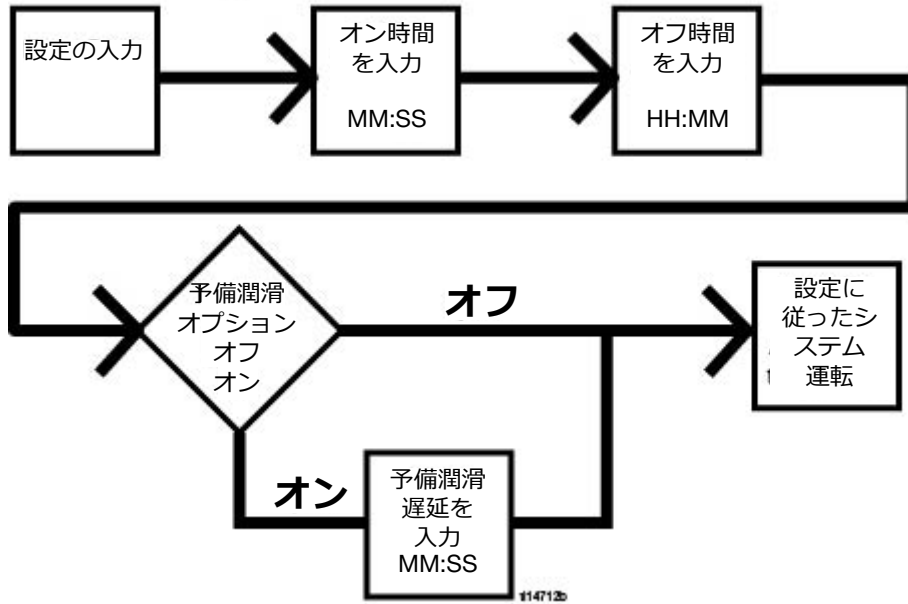 設定の入力
オン時間
を入力
MM:SS
オフ時間
を入力
HH:MM
予備潤滑
オプション
オフ
オン
オフ
設定に
従ったシ
ステム
運転
オン
予備潤滑
遅延を
入力
MM:SS
ti14712b